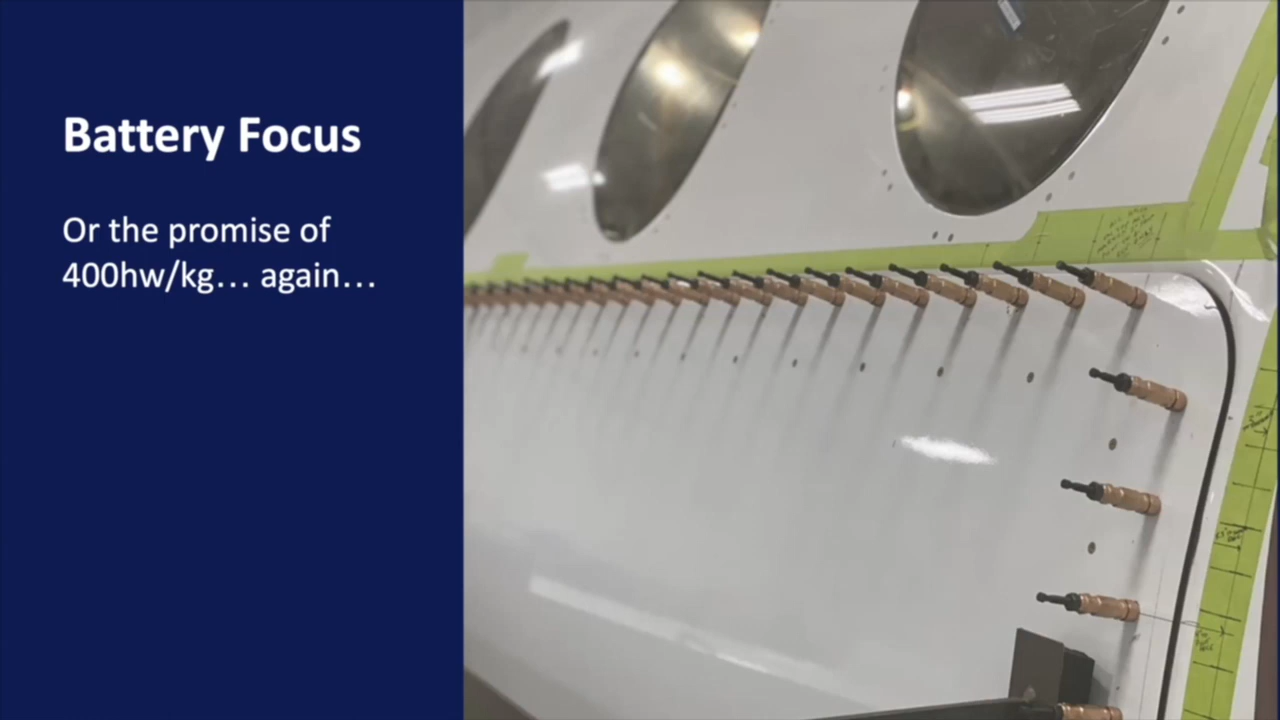 Battery Focus
Or the promise of
400hw/kg… again…